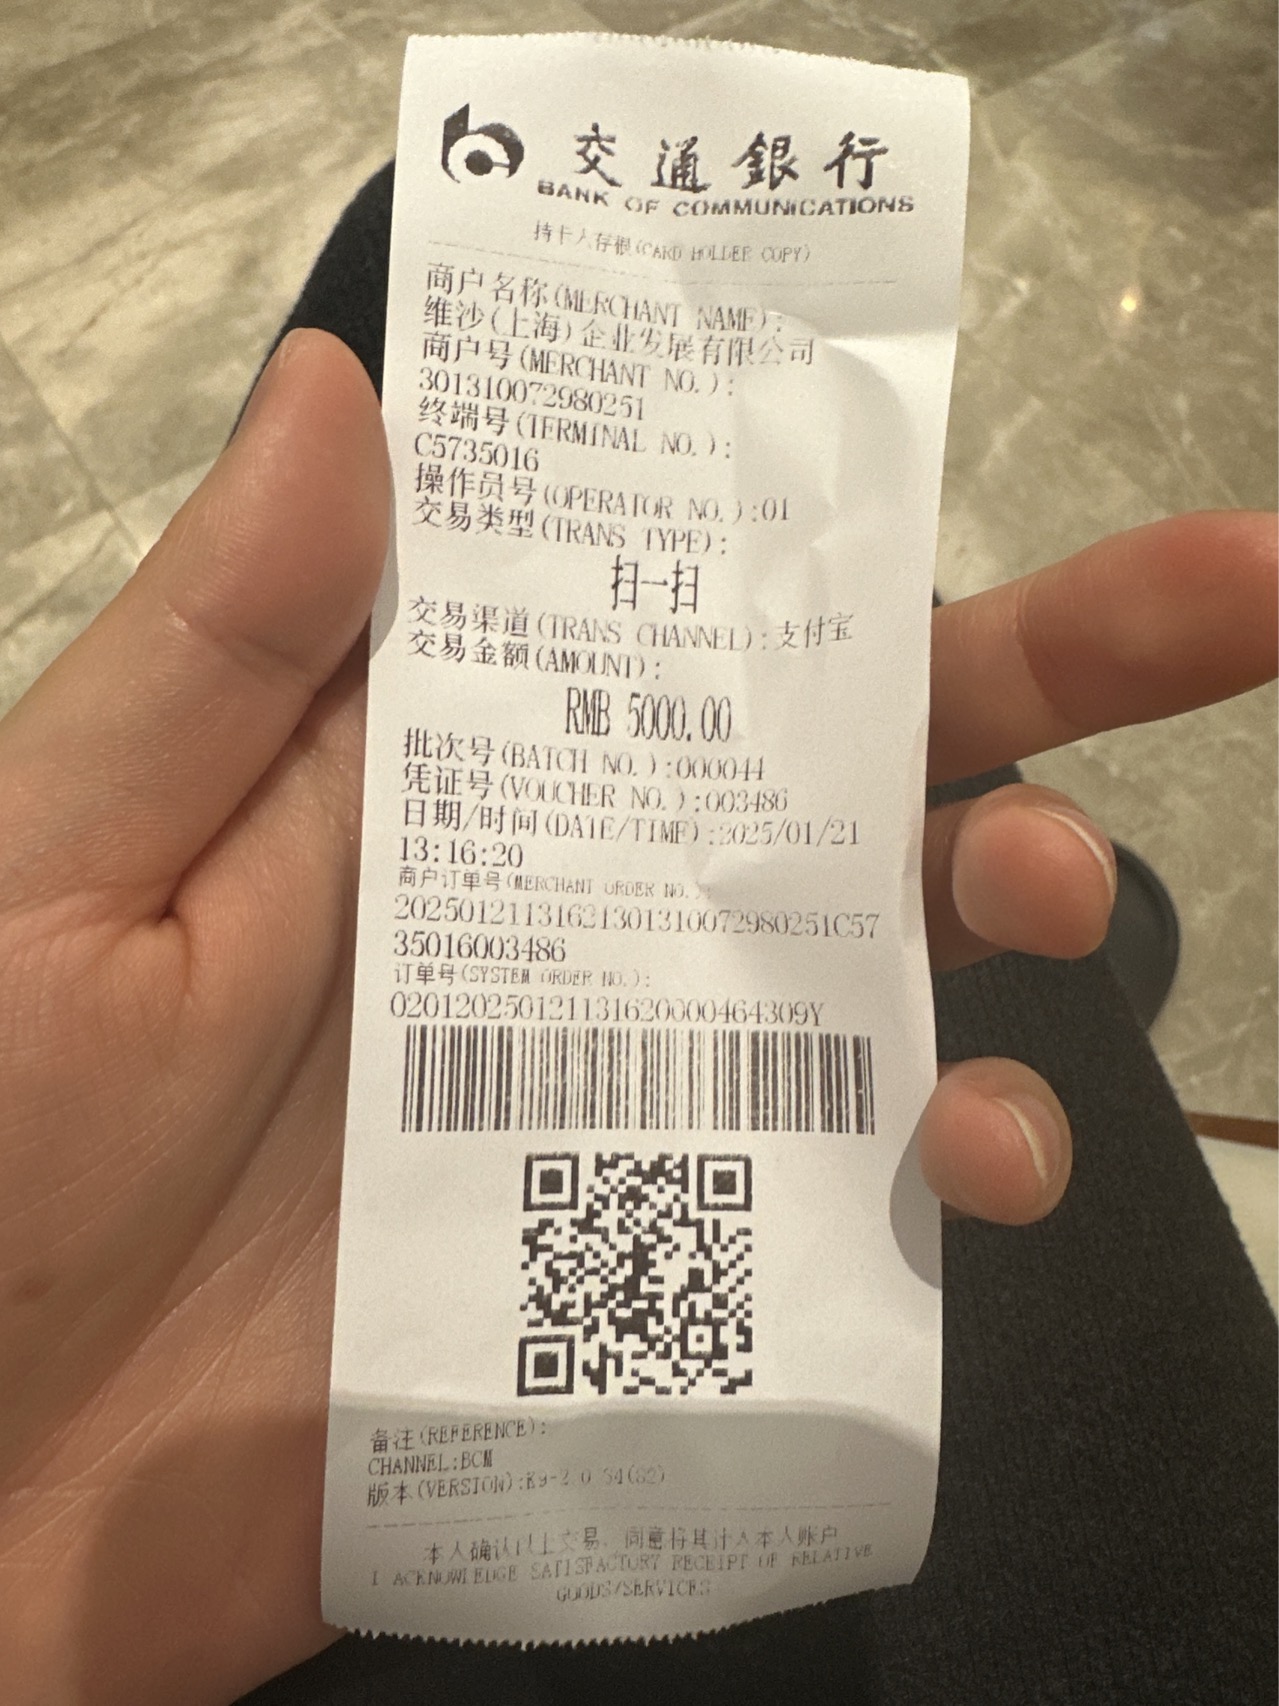 交通銀行
BANK OF COMMUNICATIONS
持卡人存根(CARD HOLDER COPY)
商户名称(MERCHANT NAME):
维沙(上海)企业发展有限公司
商户号(MERCHANT NO.):
301310072980251
终端号(TERMINAL NO.):
C5735016
操作员号(OPERATOR NO.):01
交易类型(TRANS TYPE):
扫一扫
交易渠道(TRANS CHANNEL):支付宝
交易金额(AMOUNT):
RMB 5000.00
批次号(BATCH NO.):000044
凭证号(VOUCHER NO.):003486
日期/时间(DATE/TIME):2025/01/21
13:16:20
商户订单号(MERCHANT ORDER NO.):
20250121131621301310072980251C57
35016003486
订单号(SYSTEM ORDER NO.):
02012025012113162000046430​9Y
备注(REFERENCE):
CHANNEL:BCM
版本(VERSION):
本人确认以上交易，同意将其计入本人账户
I ACKNOWLEDGE SATISFACTORY RECEIPT OF RELATIVE
GOODS/SERVICES